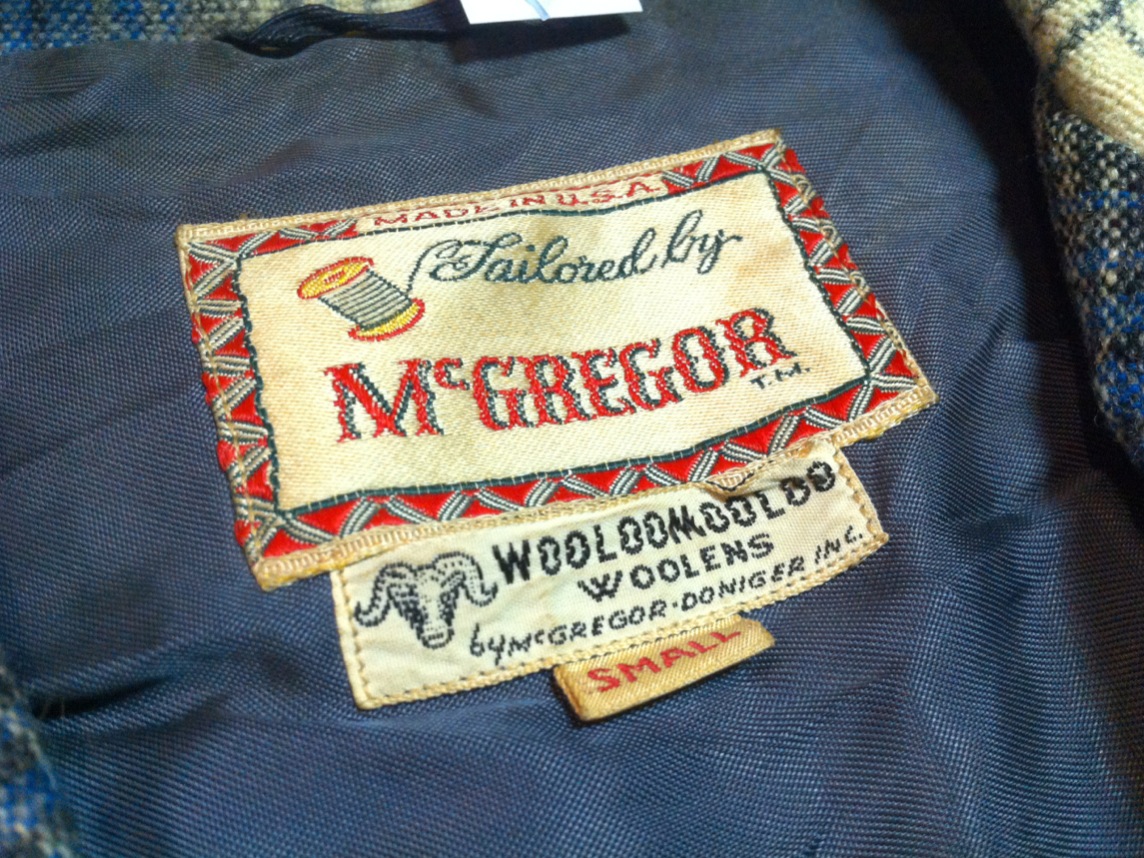 MADE IN U.S.A.
Tailored by
McGREGOR
T.M.
WOOLOOMOOLOO
WOOLENS
by McGREGOR-DONIGER INC.
SMALL